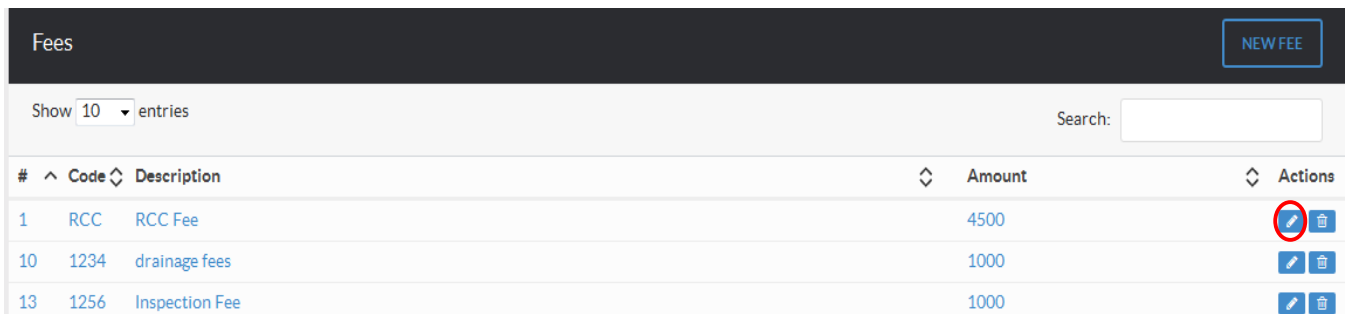 Fees NEW FEE
Show 10 entries Search:
# Code Description Amount Actions
1 RCC RCC Fee 4500
10 1234 drainage fees 1000
13 1256 Inspection Fee 1000